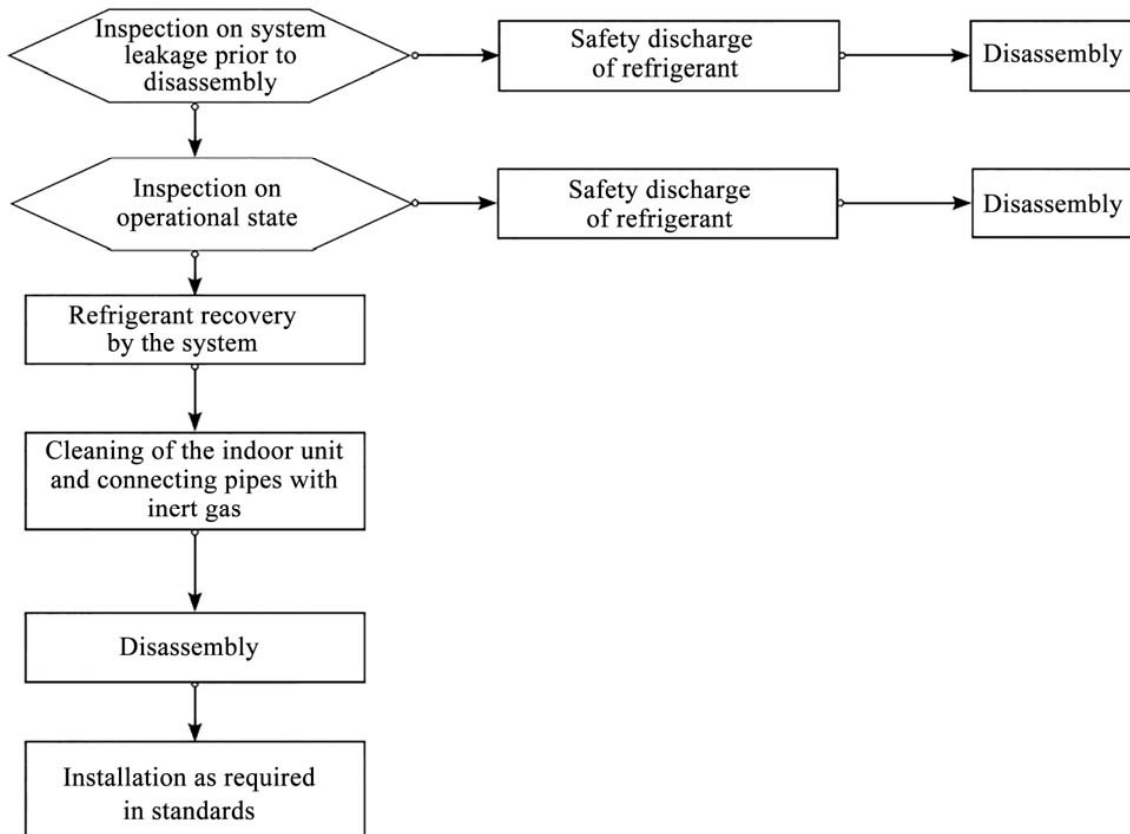 Inspection on system
leakage prior to
disassembly
Safety discharge
of refrigerant
Disassembly
Inspection on
operational state
Safety discharge
of refrigerant
Disassembly
Refrigerant recovery
by the system
Cleaning of the indoor unit
and connecting pipes with
inert gas
Disassembly
Installation as required
in standards